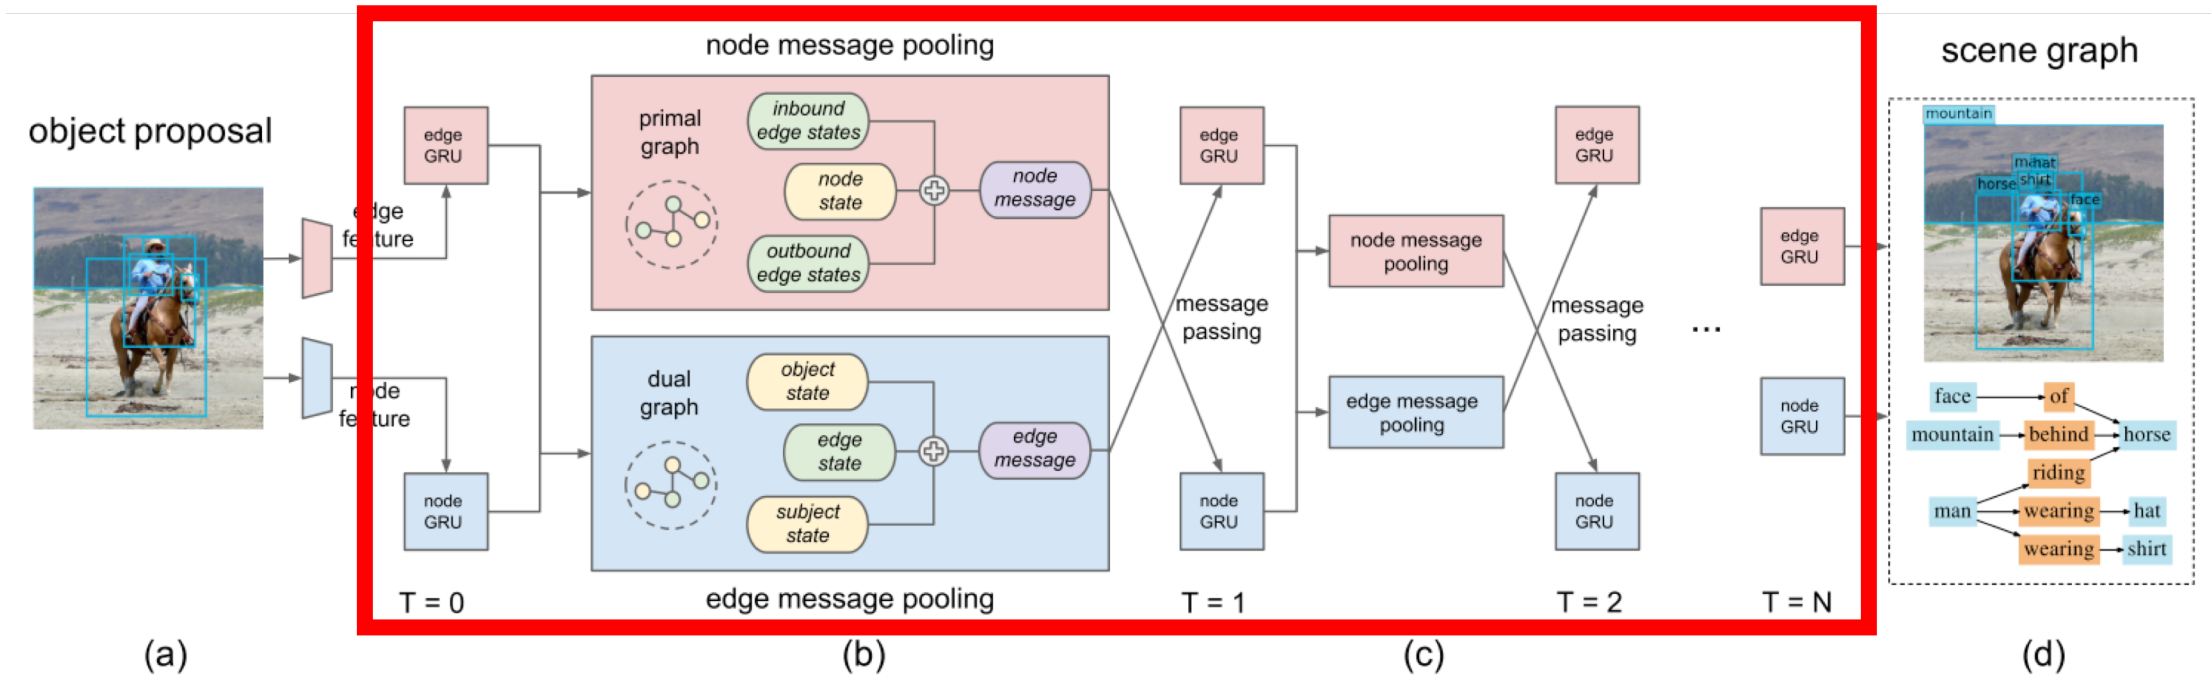 object proposal
edge
feature
node
feature
edge
GRU
node
GRU
T = 0
node message pooling
primal
graph
inbound
edge states
node
state
outbound
edge states
node
message
dual
graph
object
state
edge
state
subject
state
edge
message
edge message pooling
edge
GRU
message
passing
node
GRU
T = 1
node message
pooling
edge message
pooling
edge
GRU
message
passing
node
GRU
T = 2
...
edge
GRU
node
GRU
T = N
scene graph
mountain
hat
shirt
horse
face
face of
mountain behind horse
riding
man wearing hat
wearing shirt
(a) (b) (c) (d)